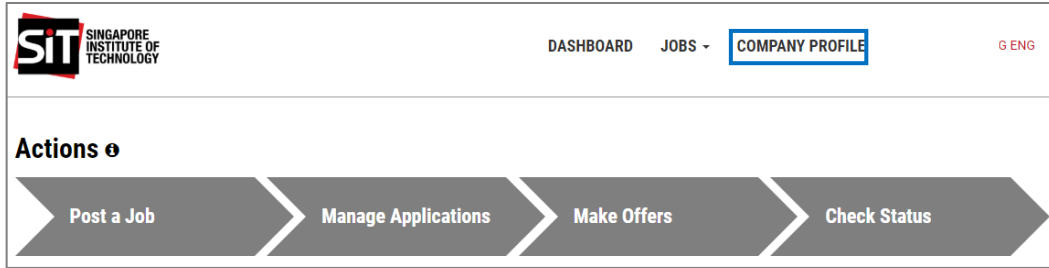 SiT SINGAPORE
INSTITUTE OF
TECHNOLOGY
DASHBOARD JOBS COMPANY PROFILE G ENG
Actions
Post a Job Manage Applications Make Offers Check Status